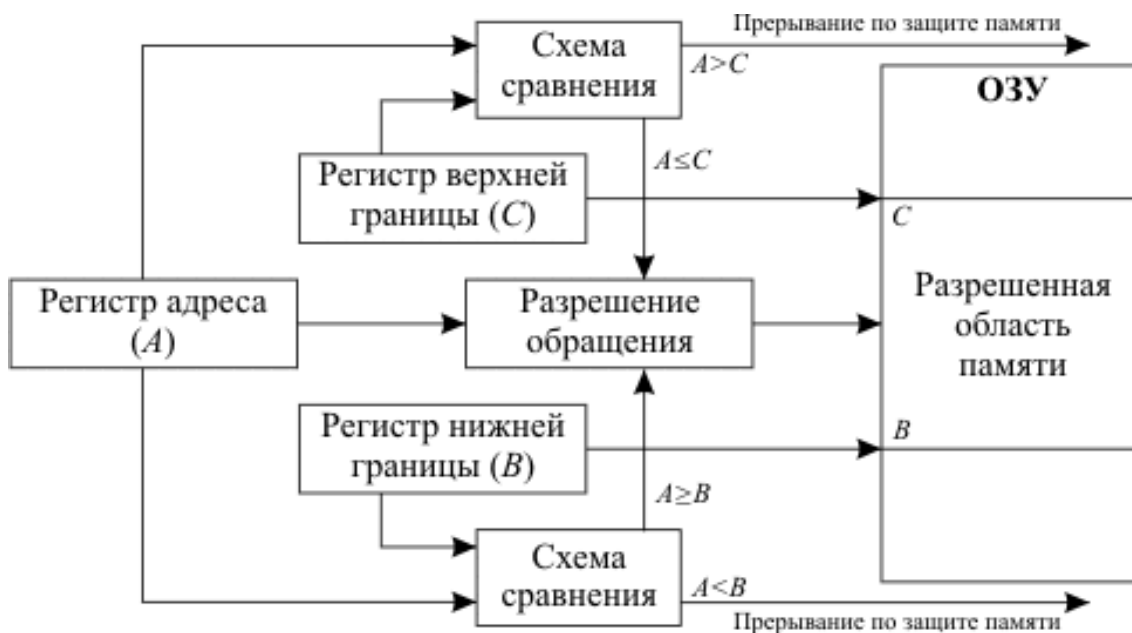 Прерывание по защите памяти
Схема
сравнения
A>C
ОЗУ
A≤C
Регистр верхней
границы (C)
C
Регистр адреса
(A)
Разрешение
обращения
Разрешенная
область
памяти
Регистр нижней
границы (B)
B
A≥B
Схема
сравнения
A<B
Прерывание по защите памяти